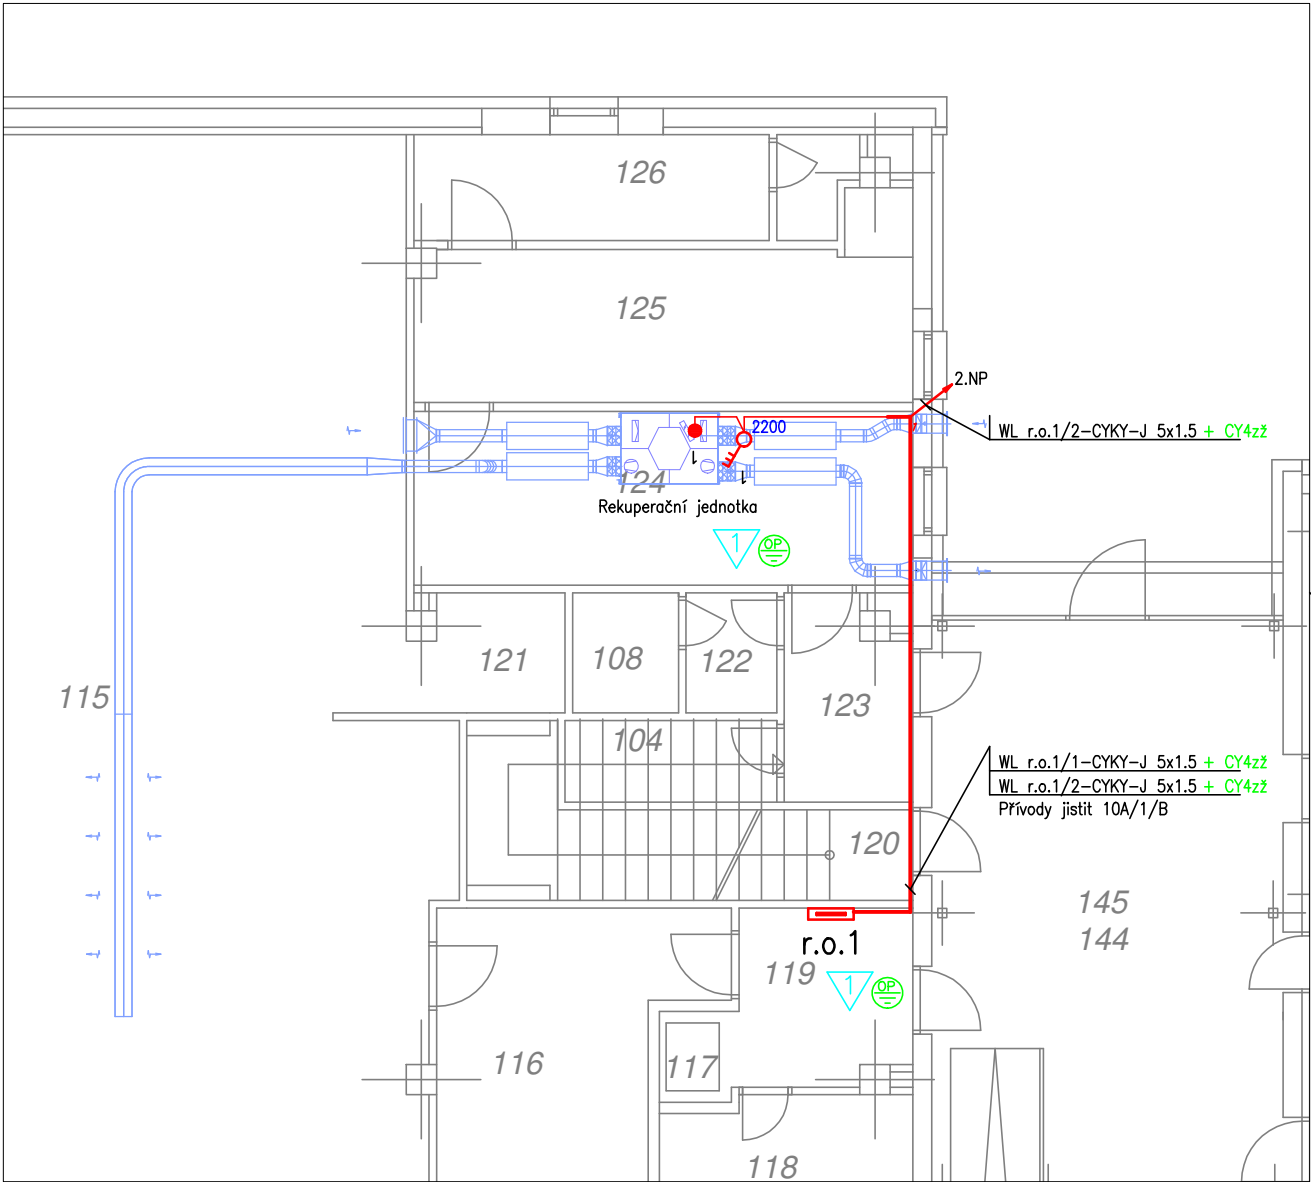 126
125
2.NP
2200
WL r.o.1/2-CYKY-J 5x1.5 + CY4zž
1
124
1
Rekuperační jednotka
1
OP
121
108
122
115
123
104
WL r.o.1/1-CYKY-J 5x1.5 + CY4zž
WL r.o.1/2-CYKY-J 5x1.5 + CY4zž
Přívody jistit 10A/1/B
120
145
144
r.o.1
119
1
OP
116
117
118